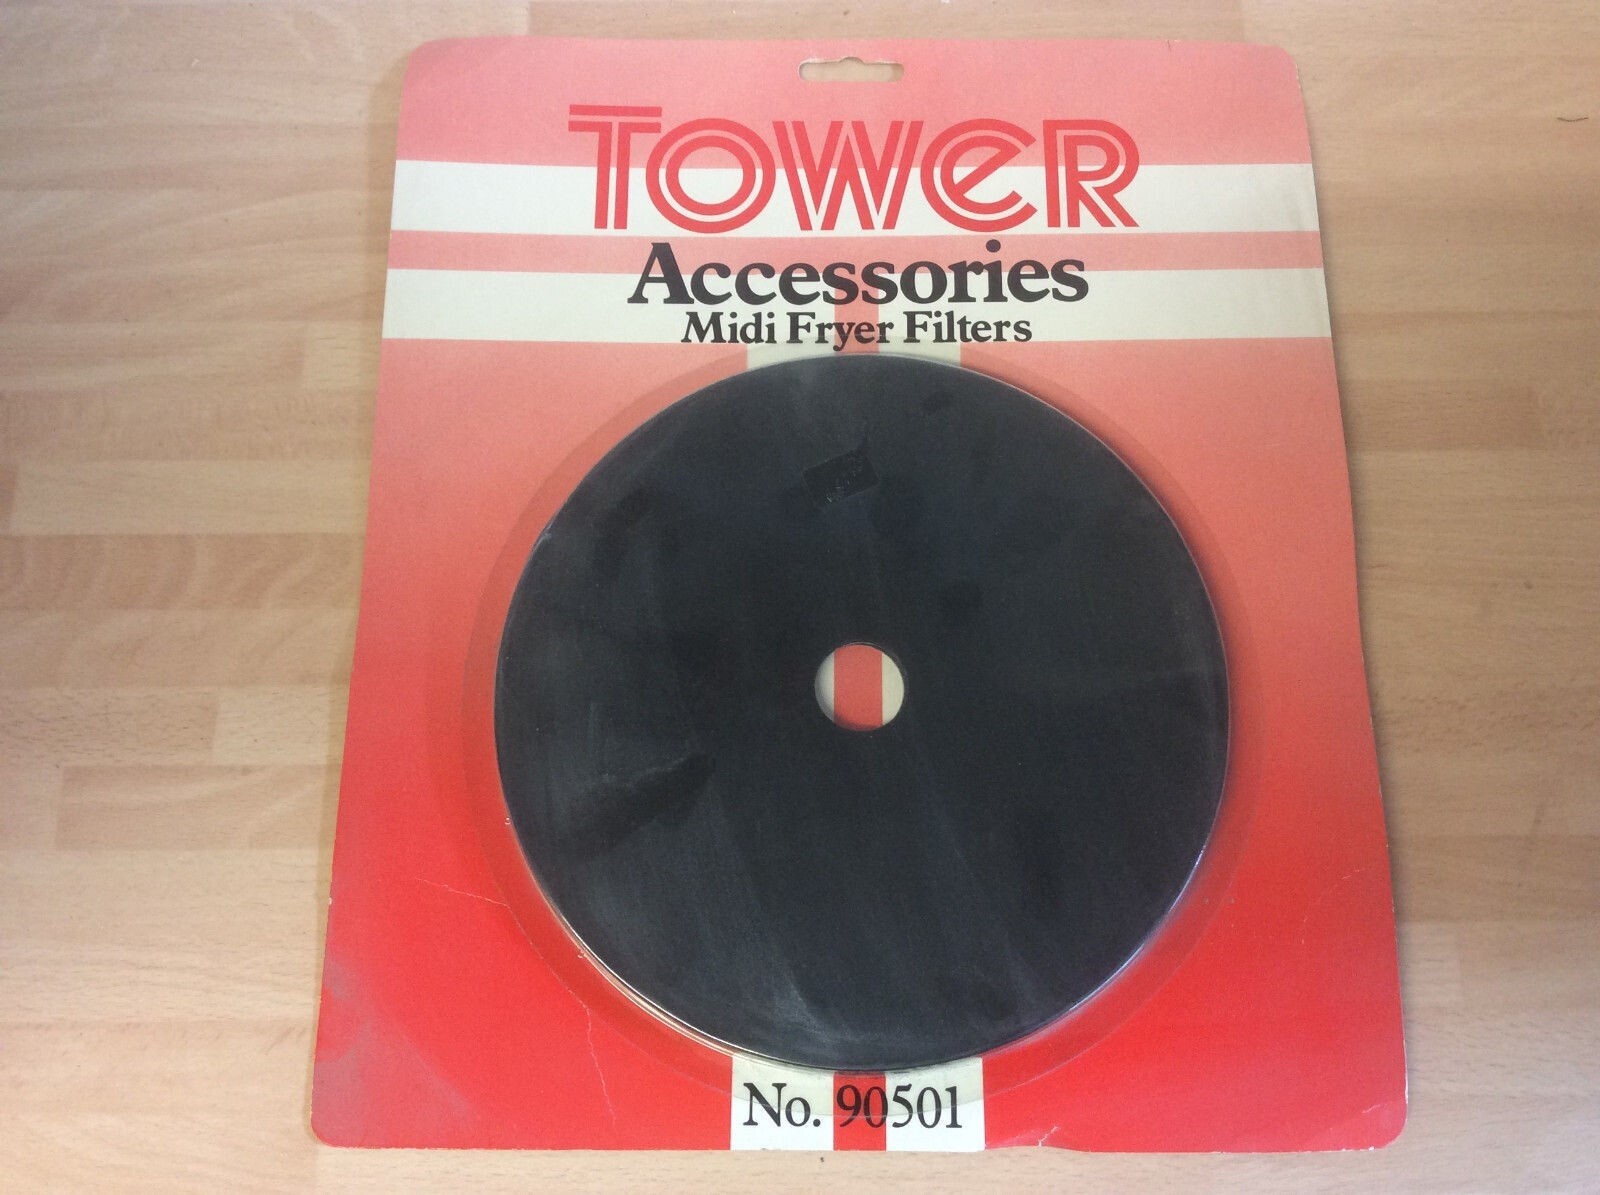 TOWER
Accessories
Midi Fryer Filters
No. 90501